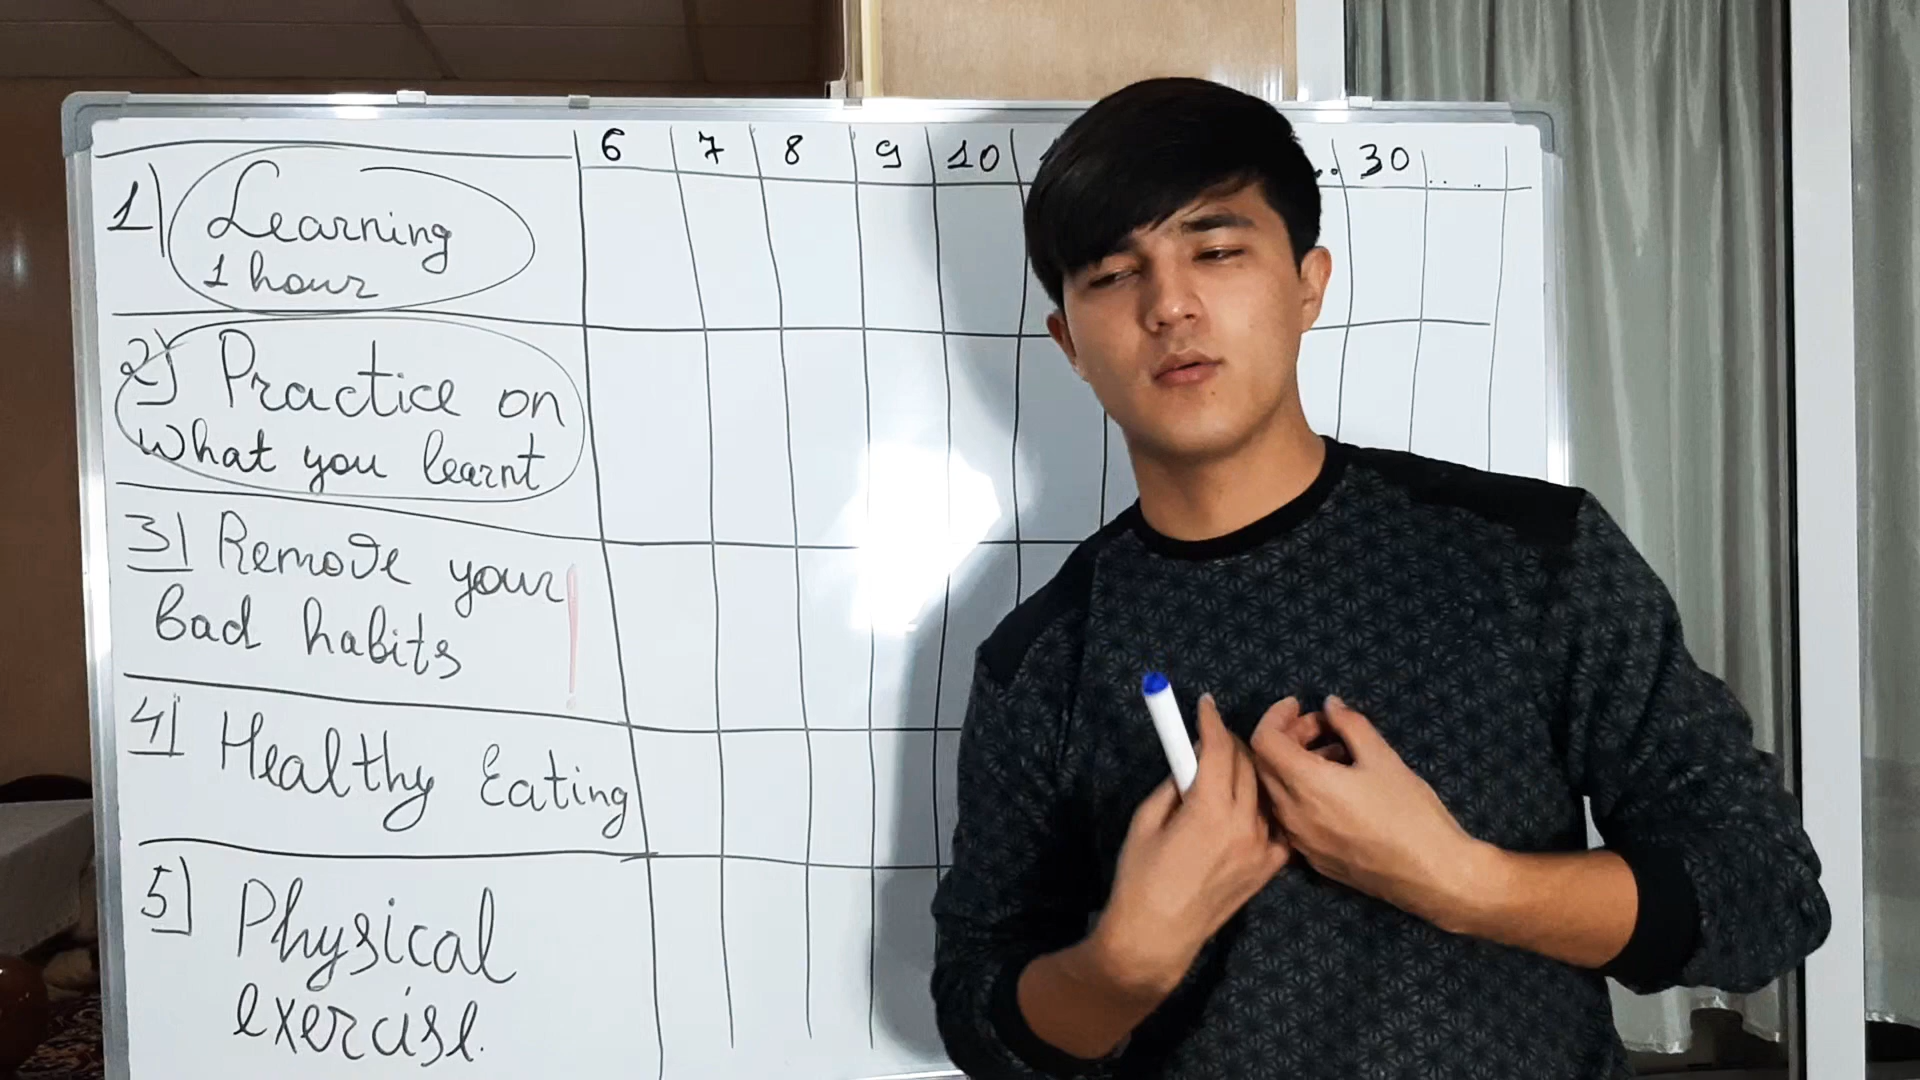 6 7 8 9 10 .. 30 .. ..
1) Learning
1 hour
2) Practice on
what you learnt
3) Remove your !
bad habits
4) Healthy Eating
5) Physical
exercise.